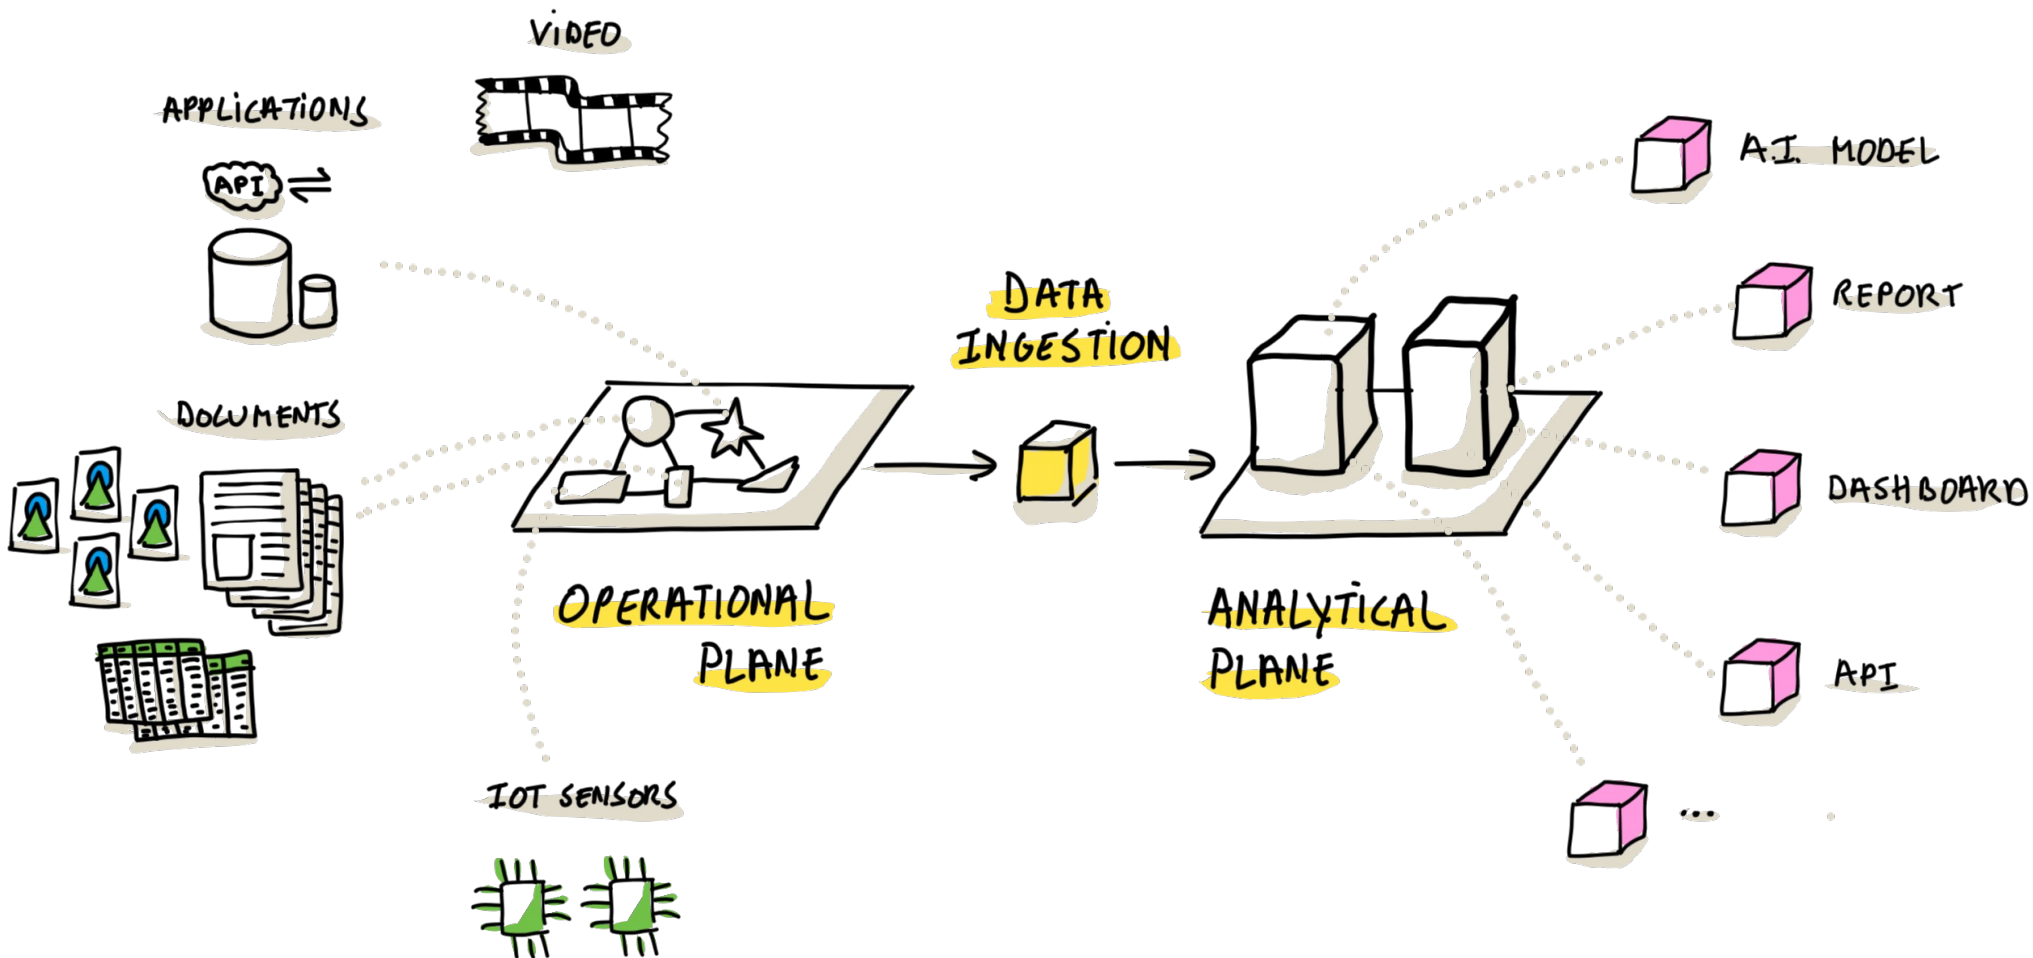 VIDEO
APPLICATIONS
API
DOCUMENTS
DATA
INGESTION
OPERATIONAL
PLANE
ANALYTICAL
PLANE
IOT SENSORS
A.I. MODEL
REPORT
DASHBOARD
API
...